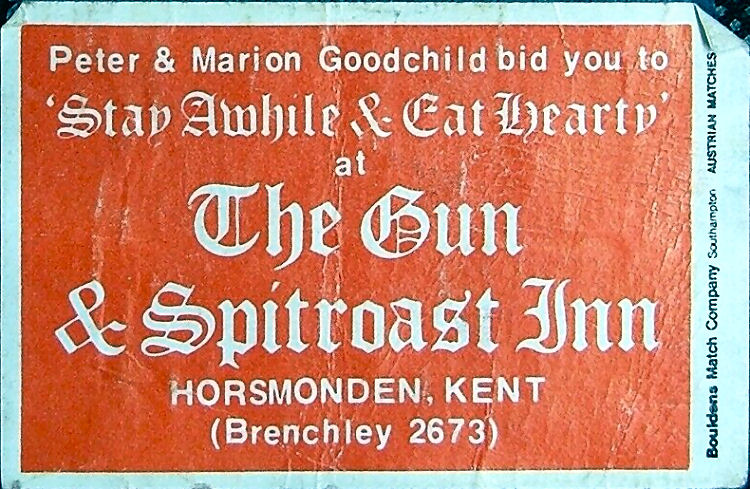 Peter & Marion Goodchild bid you to
'Stay Awhile & Eat Hearty'
at
The Gun
& Spitroast Inn
HORSMONDEN, KENT
(Brenchley 2673)
Bouldens Match Company Southampton AUSTRIAN MATCHES